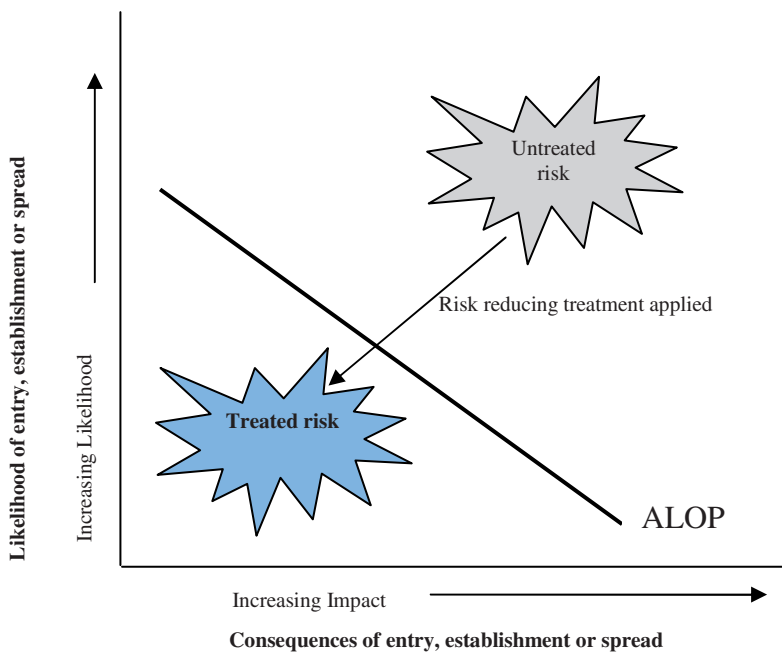 Likelihood of entry, establishment or spread
Increasing Likelihood
Untreated
risk
Risk reducing treatment applied
Treated risk
ALOP
Increasing Impact
Consequences of entry, establishment or spread